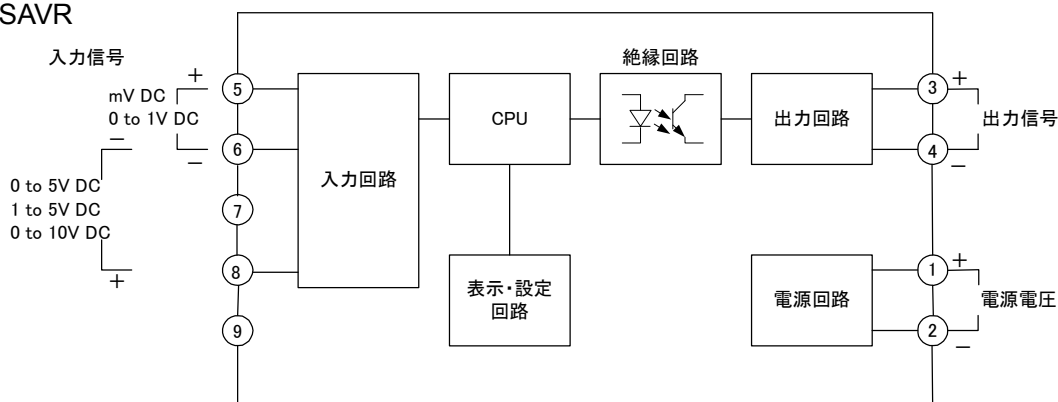 SAVR
入力信号
+
mV DC
0 to 1V DC
−
−
0 to 5V DC
1 to 5V DC
0 to 10V DC
+
5
6
7
8
9
入力回路
CPU
表示・設定
回路
絶縁回路
出力回路
電源回路
3
4
1
2
+
出力信号
−
+
電源電圧
−